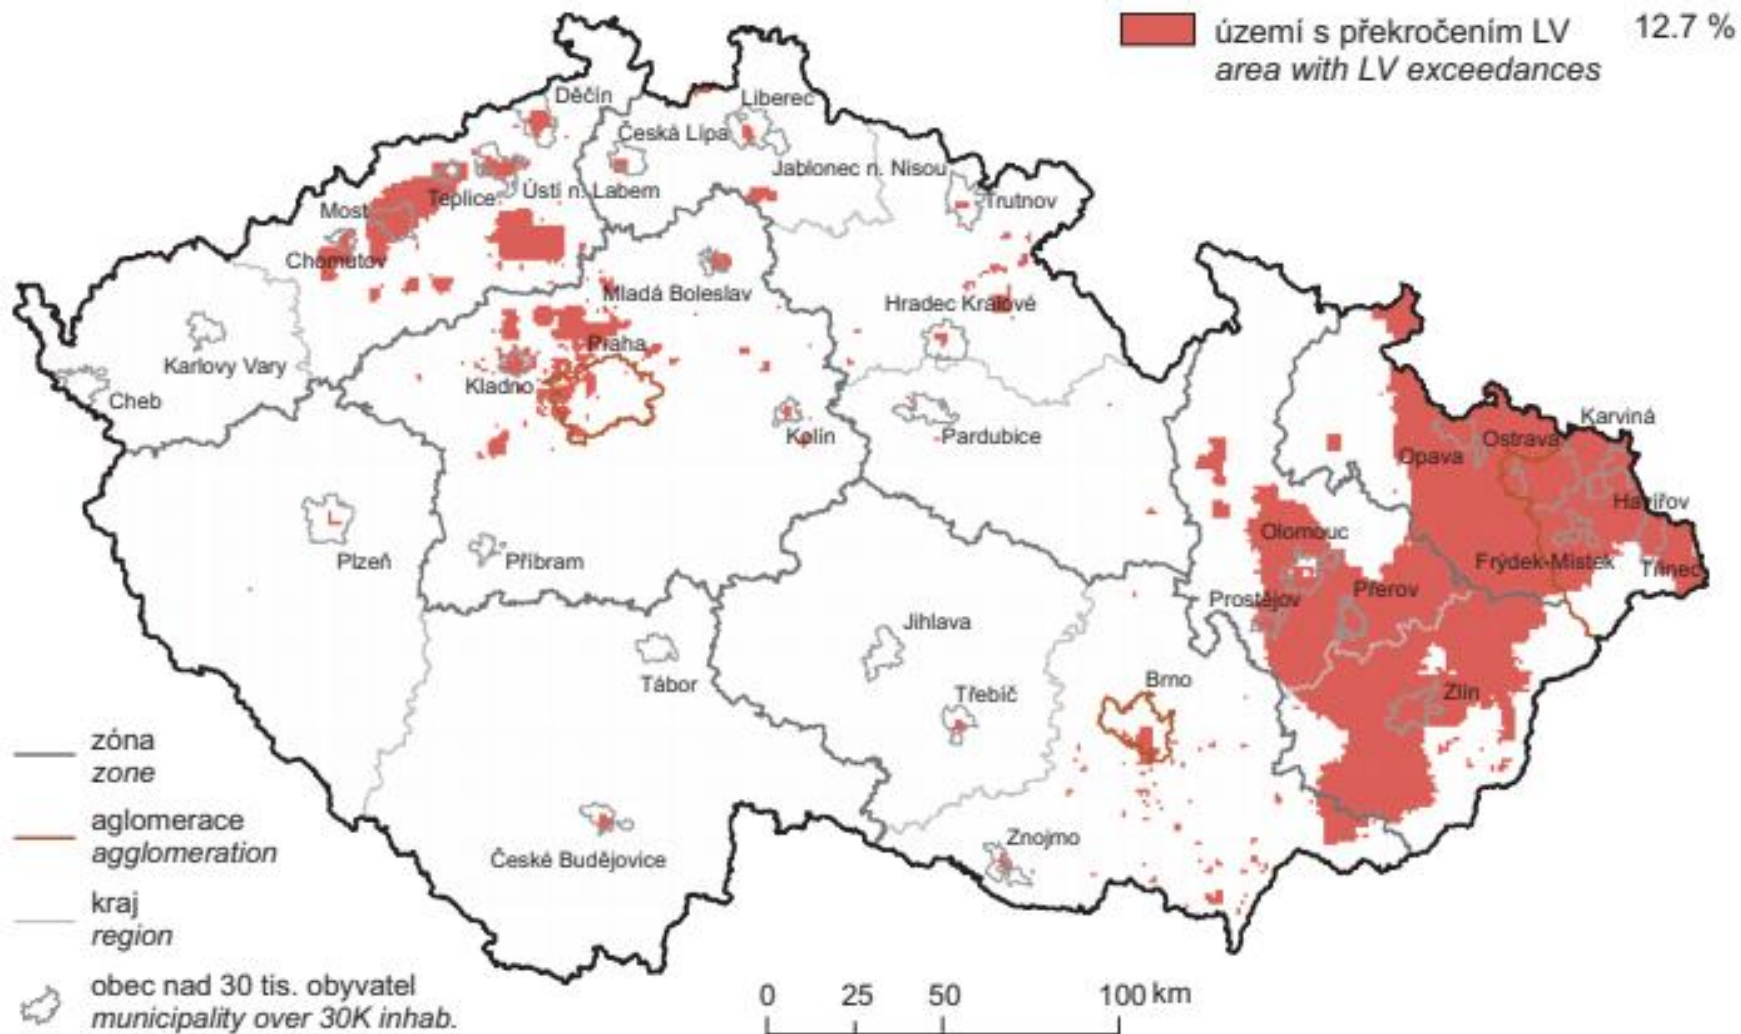 území s překročením LV 12.7 %
area with LV exceedances
Děčín
Liberec
Česká Lípa
Jablonec n. Nisou
Ústí n. Labem
Teplice
Most
Trutnov
Chomutov
Mladá Boleslav
Hradec Králové
Praha
Karlovy Vary
Kladno
Cheb
Karviná
Kolín
Pardubice
Ostrava
Opava
Havířov
Olomouc
Plzeň
Příbram
Frýdek-Místek
Třinec
Přerov
Prostějov
Jihlava
Tábor
Brno
Třebíč
Zlín
Znojmo
České Budějovice
zóna
zone
aglomerace
agglomeration
kraj
region
obec nad 30 tis. obyvatel
municipality over 30K inhab.
0 25 50 100 km